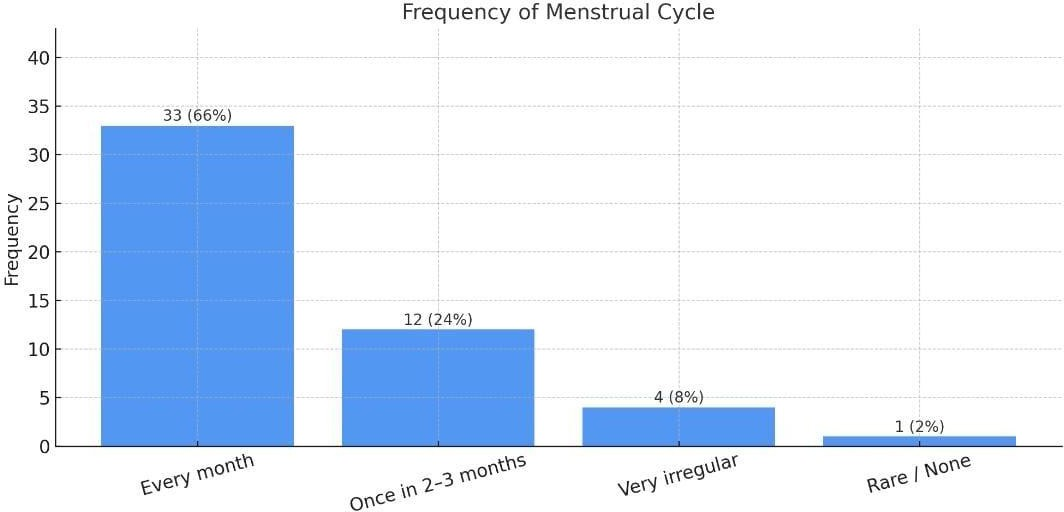 Frequency of Menstrual Cycle
Frequency
40
35
30
25
20
15
10
5
0
33 (66%)
12 (24%)
4 (8%)
1 (2%)
Every month
Once in 2–3 months
Very irregular
Rare / None